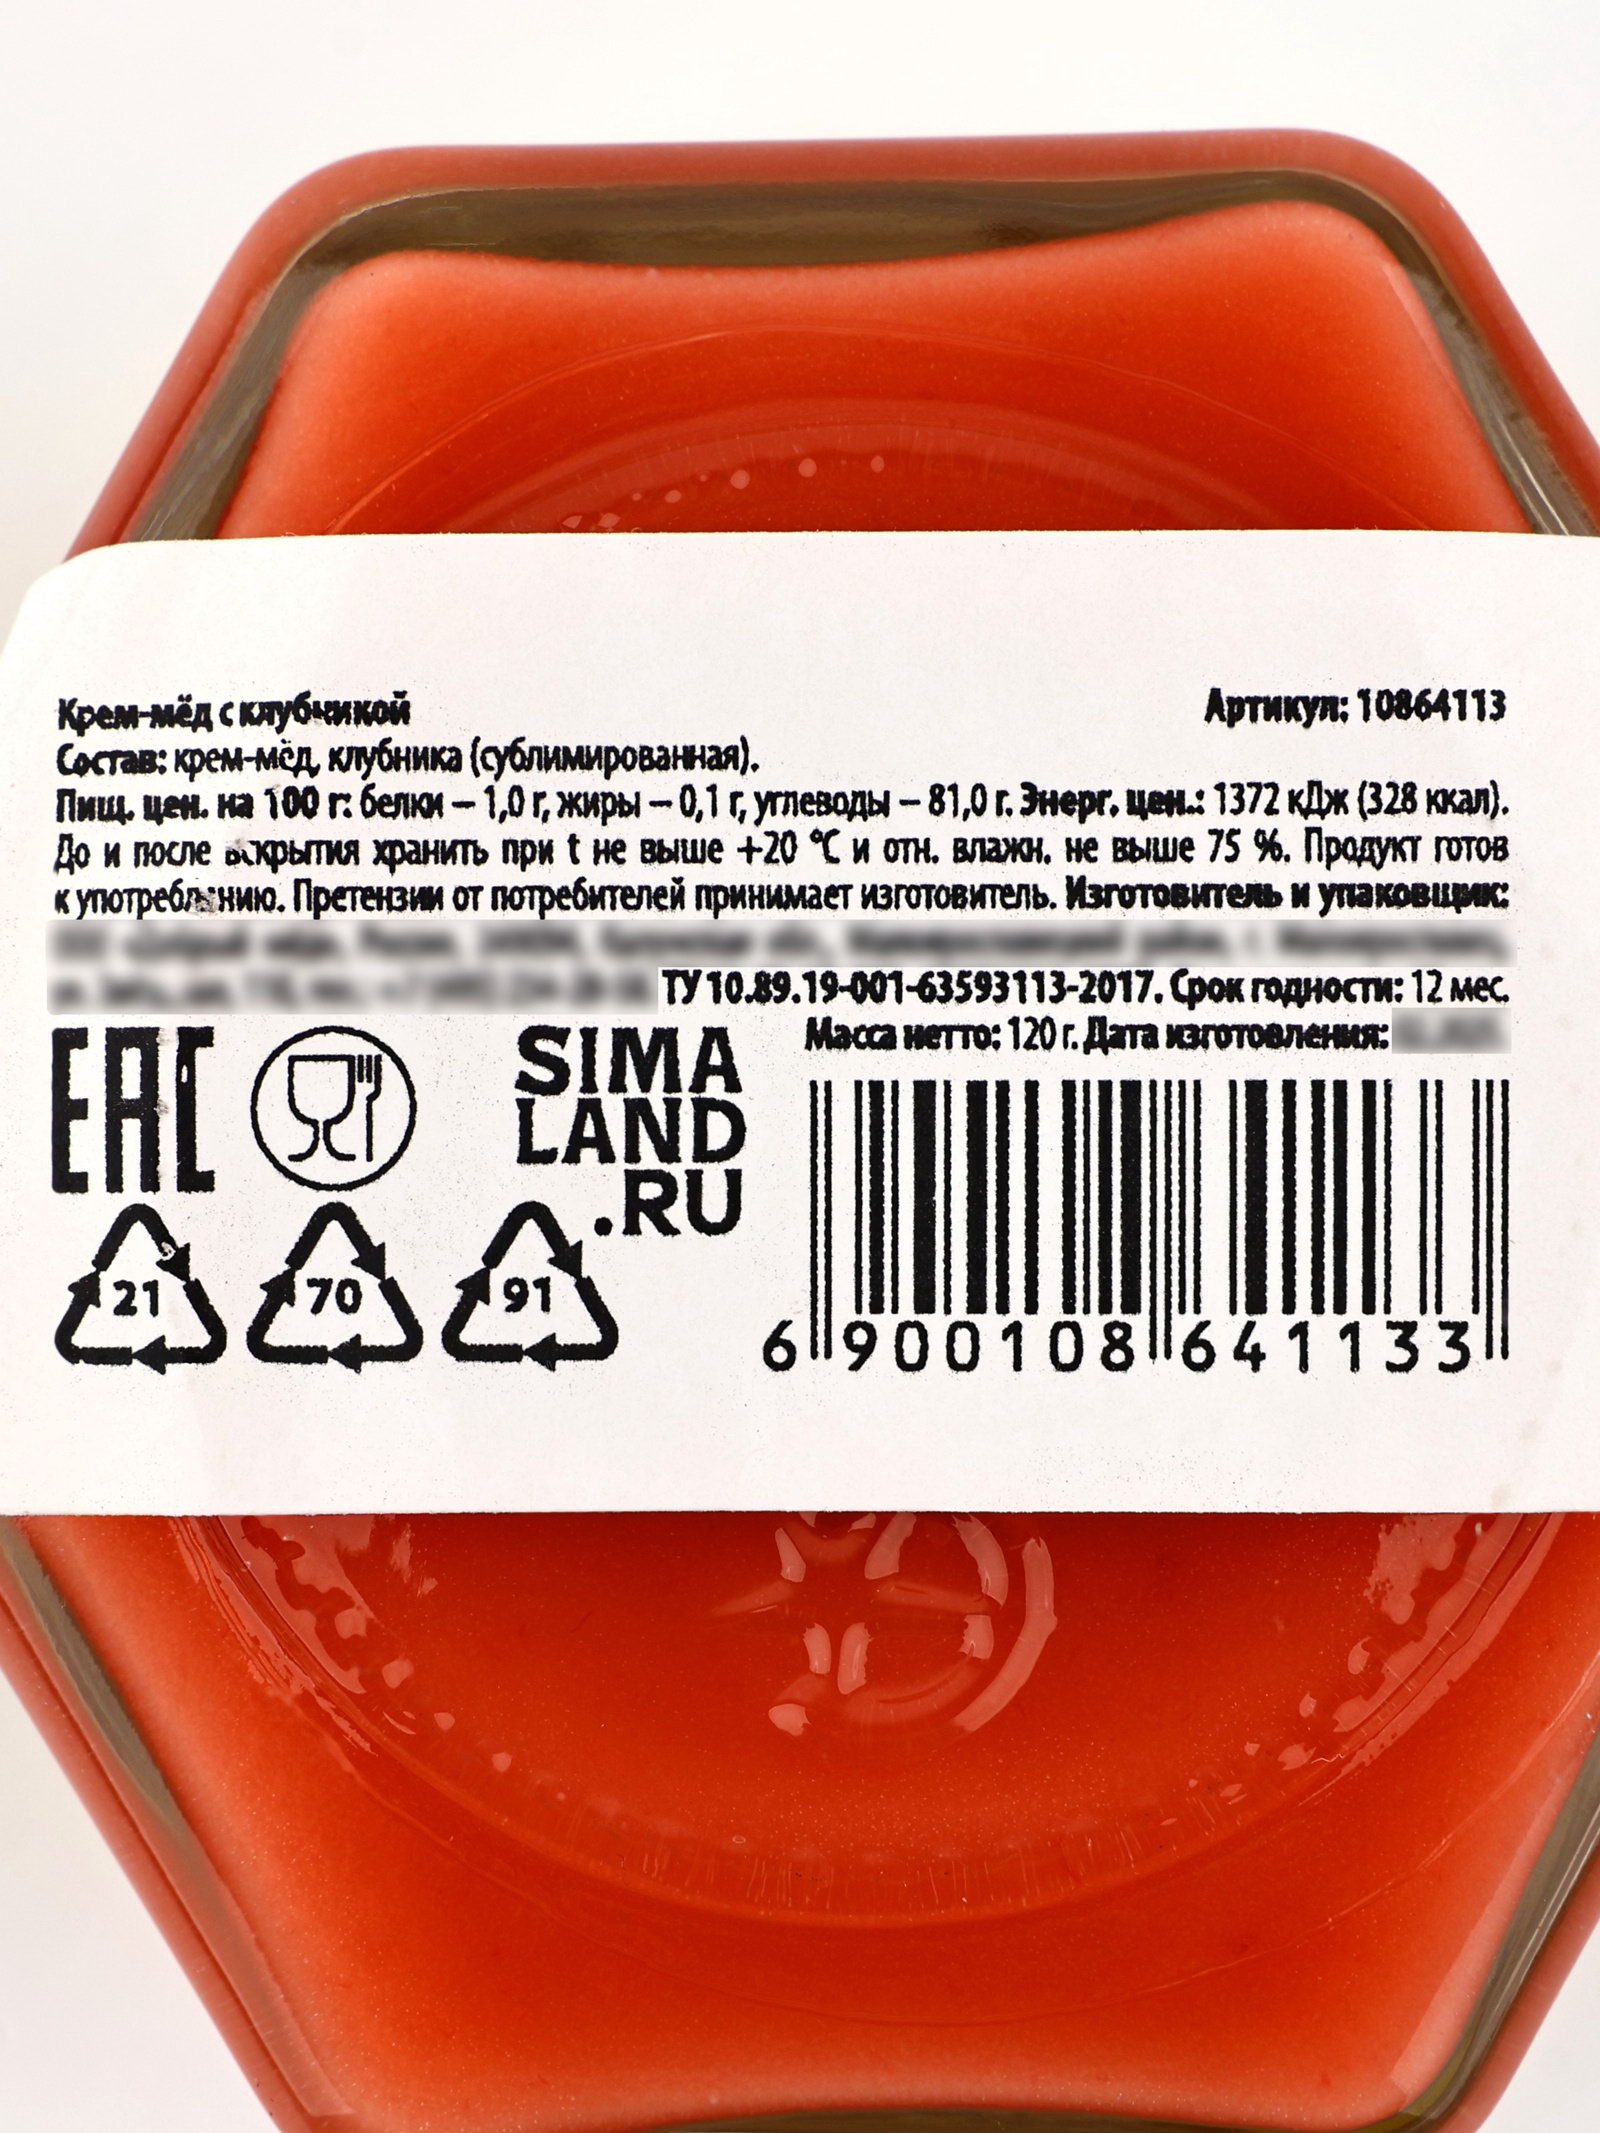 Крем-мёд с клубникой
Артикул: 10864113
Состав: крем-мёд, клубника (сублимированная).
Пищ. цен. на 100 г: белки – 1,0 г, жиры – 0,1 г, углеводы – 81,0 г. Энерг. цен.: 1372 кДж (328 ккал).
До и после вскрытия хранить при t не выше +20 °C и отн. влажн. не выше 75 %. Продукт готов
к употреблению. Претензии от потребителей принимает изготовитель. Изготовитель и упаковщик:
ТУ 10.89.19-001-63593113-2017. Срок годности: 12 мес.
Масса нетто: 120 г. Дата изготовления:
EAC
SIMA
LAND
.RU
21 70 91
6 900108 641133